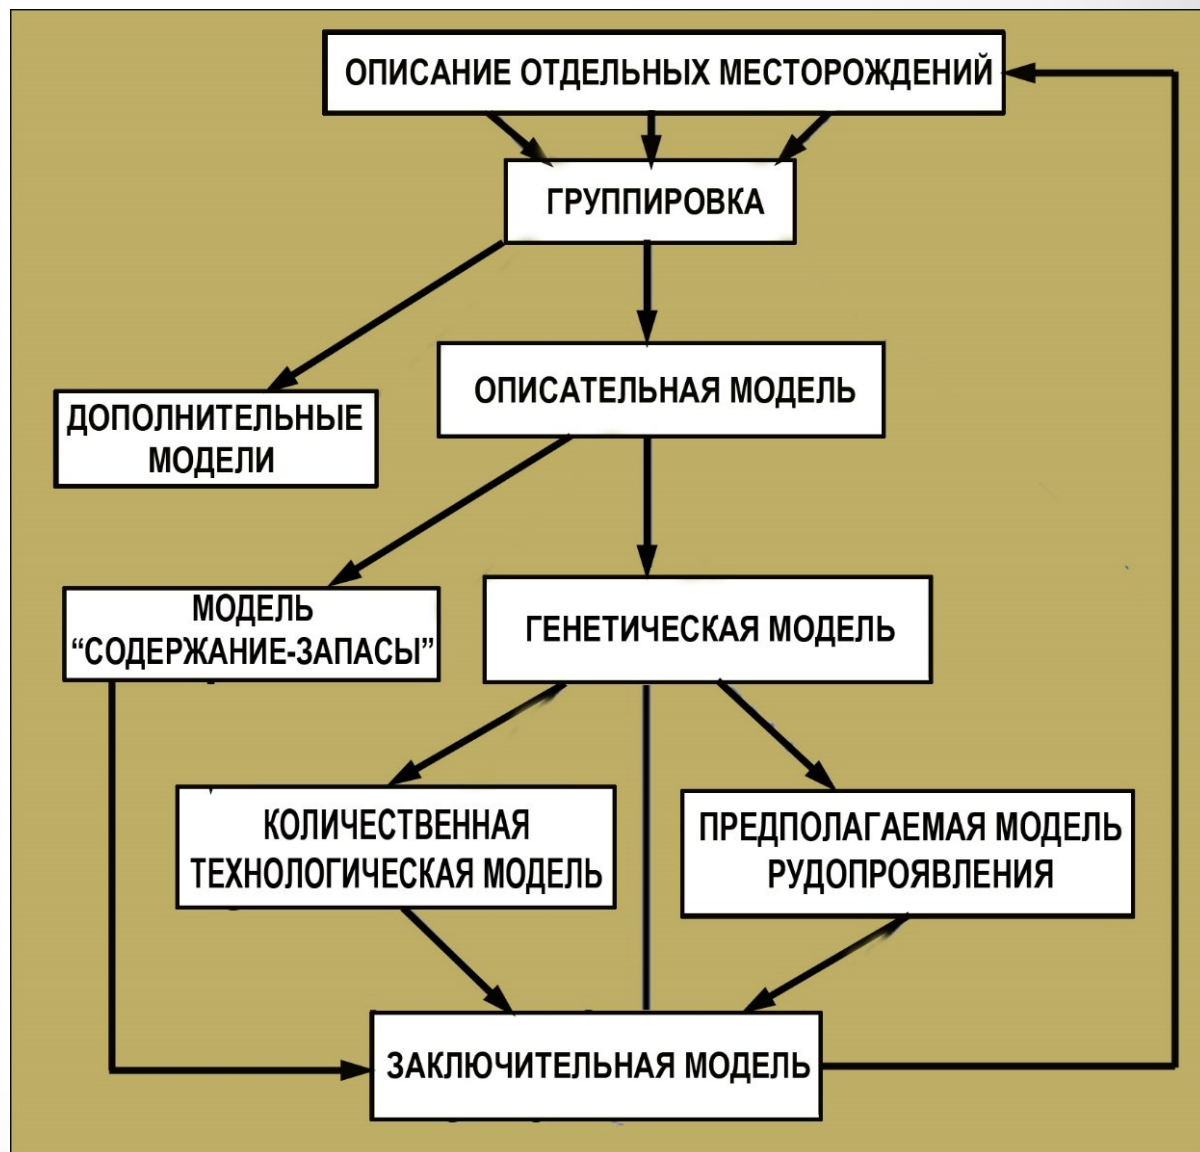 ОПИСАНИЕ ОТДЕЛЬНЫХ МЕСТОРОЖДЕНИЙ
ГРУППИРОВКА
ОПИСАТЕЛЬНАЯ МОДЕЛЬ
ДОПОЛНИТЕЛЬНЫЕ
МОДЕЛИ
МОДЕЛЬ
“СОДЕРЖАНИЕ-ЗАПАСЫ”
ГЕНЕТИЧЕСКАЯ МОДЕЛЬ
КОЛИЧЕСТВЕННАЯ
ТЕХНОЛОГИЧЕСКАЯ МОДЕЛЬ
ПРЕДПОЛАГАЕМАЯ МОДЕЛЬ
РУДОПРОЯВЛЕНИЯ
ЗАКЛЮЧИТЕЛЬНАЯ МОДЕЛЬ